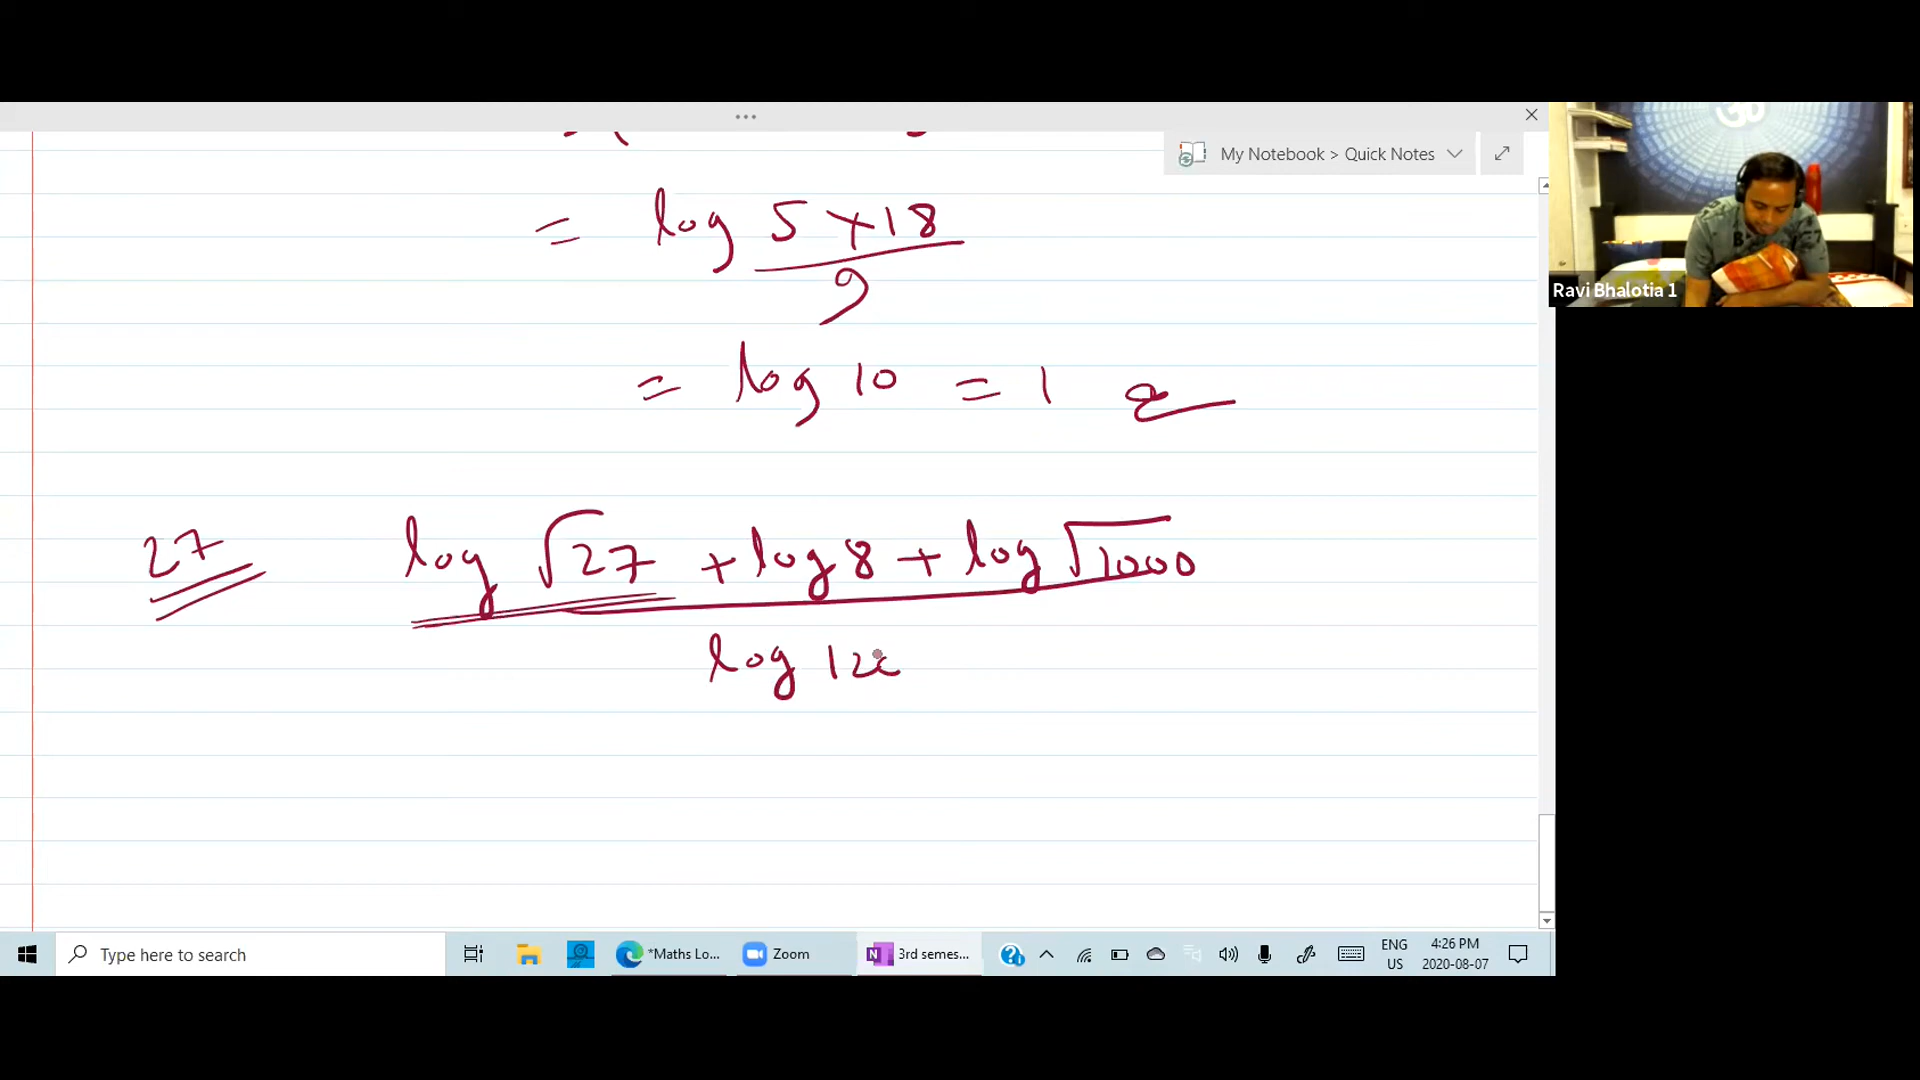 My Notebook > Quick Notes
= log 5 × 18
9
= log 10 = 1
Ravi Bhalotia 1
27 log √27 + log 8 + log √1000
log 12
Type here to search
*Maths Lo...
Zoom
3rd semes...
ENG
US
4:26 PM
2020-08-07